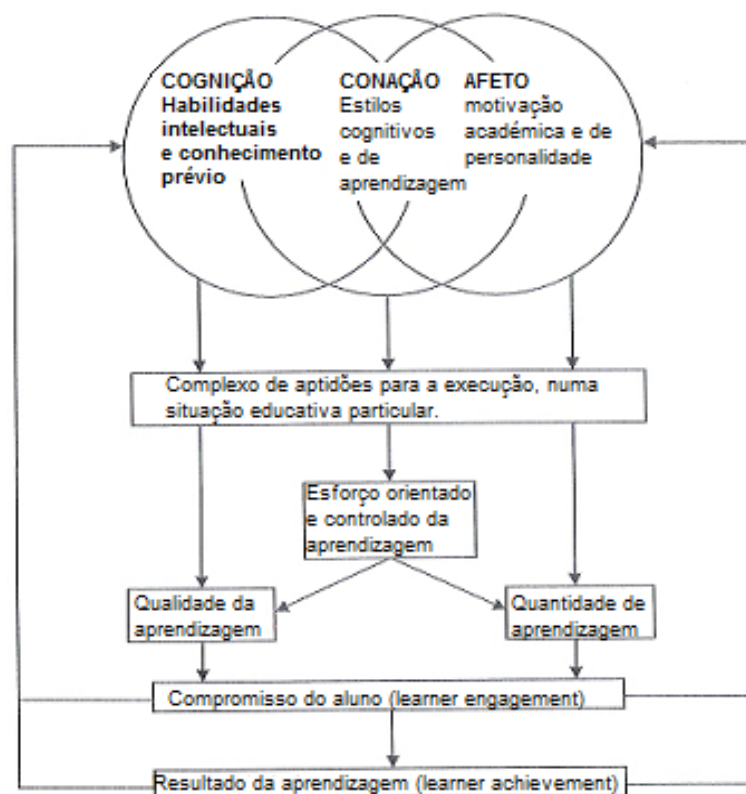 COGNIÇÃO
Habilidades
intelectuais
e conhecimento
prévio
CONAÇÃO
Estilos
cognitivos
e de
aprendizagem
AFETO
motivação
académica e de
personalidade
Complexo de aptidões para a execução, numa
situação educativa particular.
Esforço orientado
e controlado da
aprendizagem
Qualidade da
aprendizagem
Quantidade de
aprendizagem
Compromisso do aluno (learner engagement)
Resultado da aprendizagem (learner achievement)